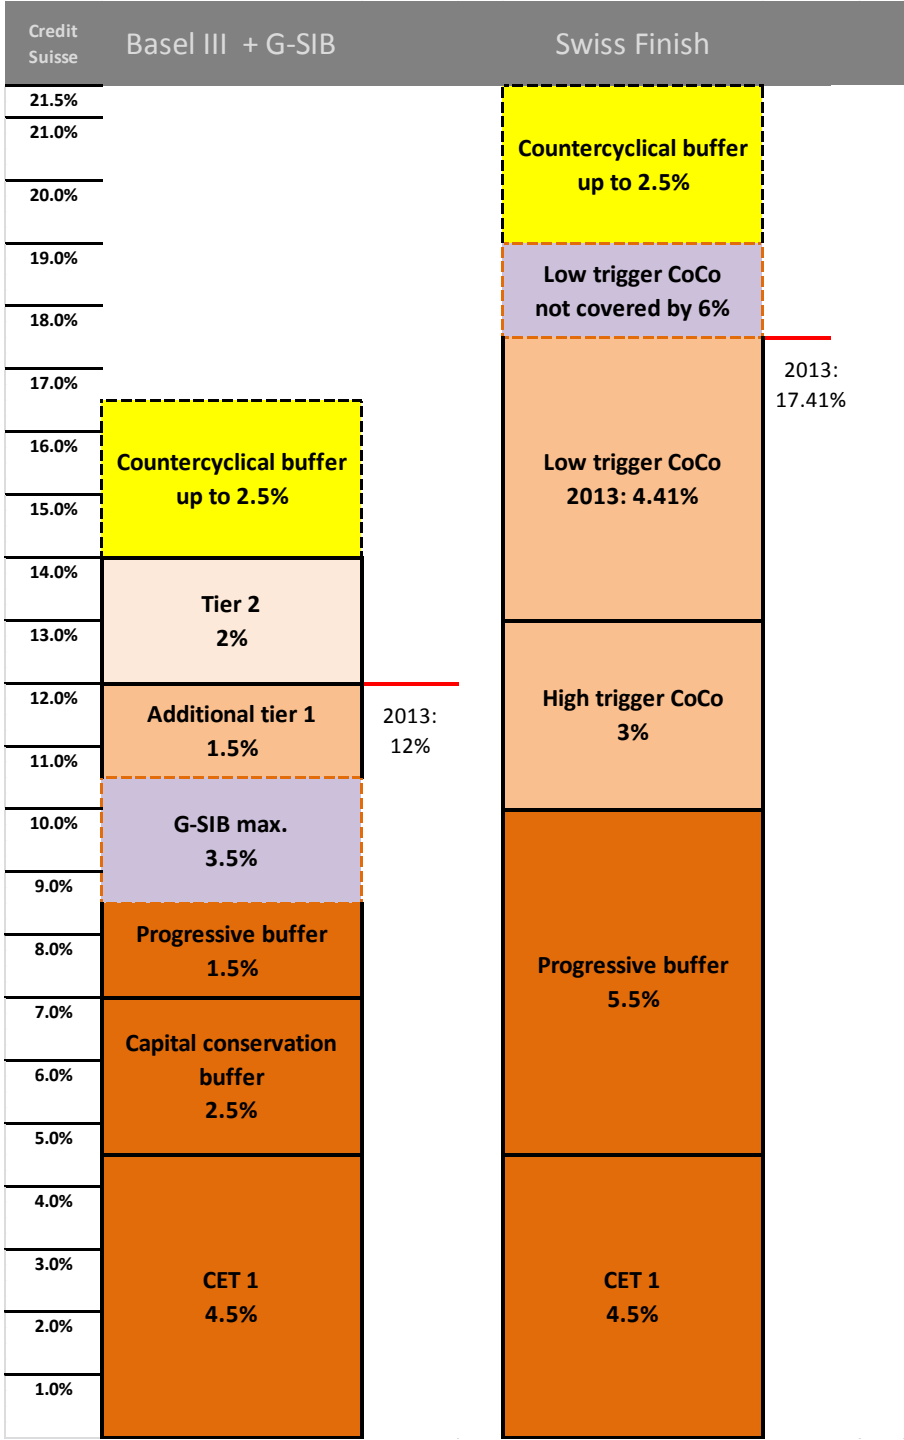 Credit
Suisse
Basel III + G-SIB
Swiss Finish
21.5%
21.0%
20.0%
19.0%
18.0%
17.0%
16.0%
15.0%
14.0%
13.0%
12.0%
11.0%
10.0%
9.0%
8.0%
7.0%
6.0%
5.0%
4.0%
3.0%
2.0%
1.0%
Countercyclical buffer
up to 2.5%
Tier 2
2%
Additional tier 1
1.5%
G-SIB max.
3.5%
Progressive buffer
1.5%
Capital conservation
buffer
2.5%
CET 1
4.5%
2013:
12%
Countercyclical buffer
up to 2.5%
Low trigger CoCo
not covered by 6%
Low trigger CoCo
2013: 4.41%
High trigger CoCo
3%
Progressive buffer
5.5%
CET 1
4.5%
2013:
17.41%